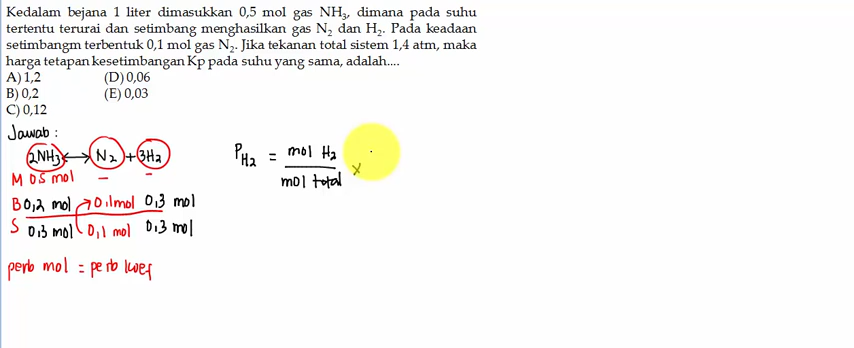 Kedalam bejana 1 liter dimasukkan 0,5 mol gas NH₃, dimana pada suhu
tertentu terurai dan setimbang menghasilkan gas N₂ dan H₂. Pada keadaan
setimbangm terbentuk 0,1 mol gas N₂. Jika tekanan total sistem 1,4 atm, maka
harga tetapan kesetimbangan Kp pada suhu yang sama, adalah....
A) 1,2 (D) 0,06
B) 0,2 (E) 0,03
C) 0,12
Jawab :
2NH₃ ↔ N₂ + 3H₂
M 0.5 mol – –
B 0,2 mol 0.1 mol 0,3 mol
S 0,3 mol 0,1 mol 0,3 mol
perb mol = perb koef
P H₂ = mol H₂ / mol total ×